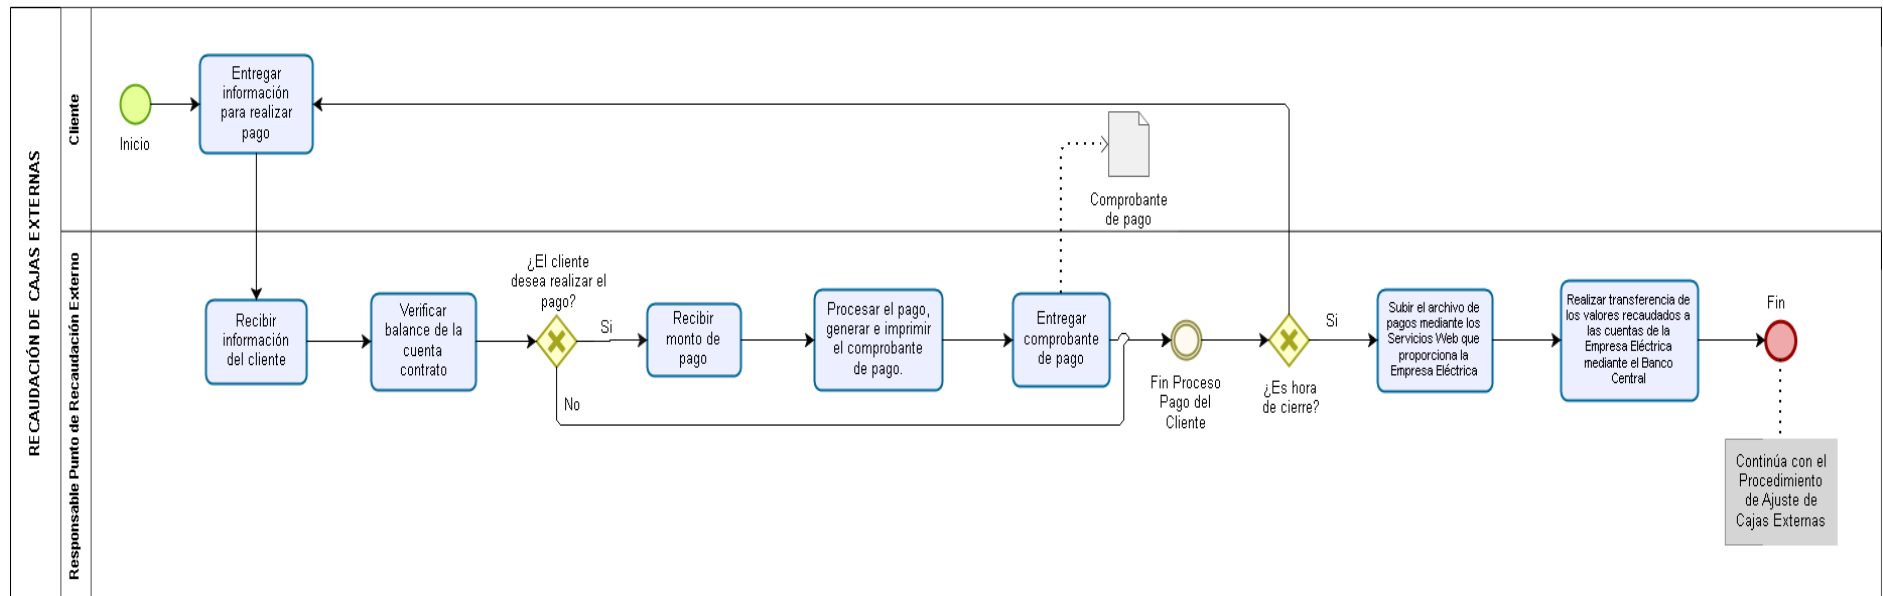 RECAUDACIÓN DE CAJAS EXTERNAS
Cliente
Inicio
Entregar
información
para realizar
pago
Comprobante
de pago
Responsable Punto de Recaudación Externo
Recibir
información
del cliente
Verificar
balance de la
cuenta
contrato
¿El cliente
desea realizar el
pago?
Si
No
Recibir
monto de
pago
Procesar el pago,
generar e imprimir
el comprobante
de pago.
Entregar
comprobante
de pago
Fin Proceso
Pago del
Cliente
¿Es hora
de cierre?
Si
Subir el archivo de
pagos mediante los
Servicios Web que
proporciona la
Empresa Eléctrica
Realizar transferencia de
los valores recaudados a
las cuentas de la
Empresa Eléctrica
mediante el Banco
Central
Fin
Continúa con el
Procedimiento
de Ajuste de
Cajas Externas